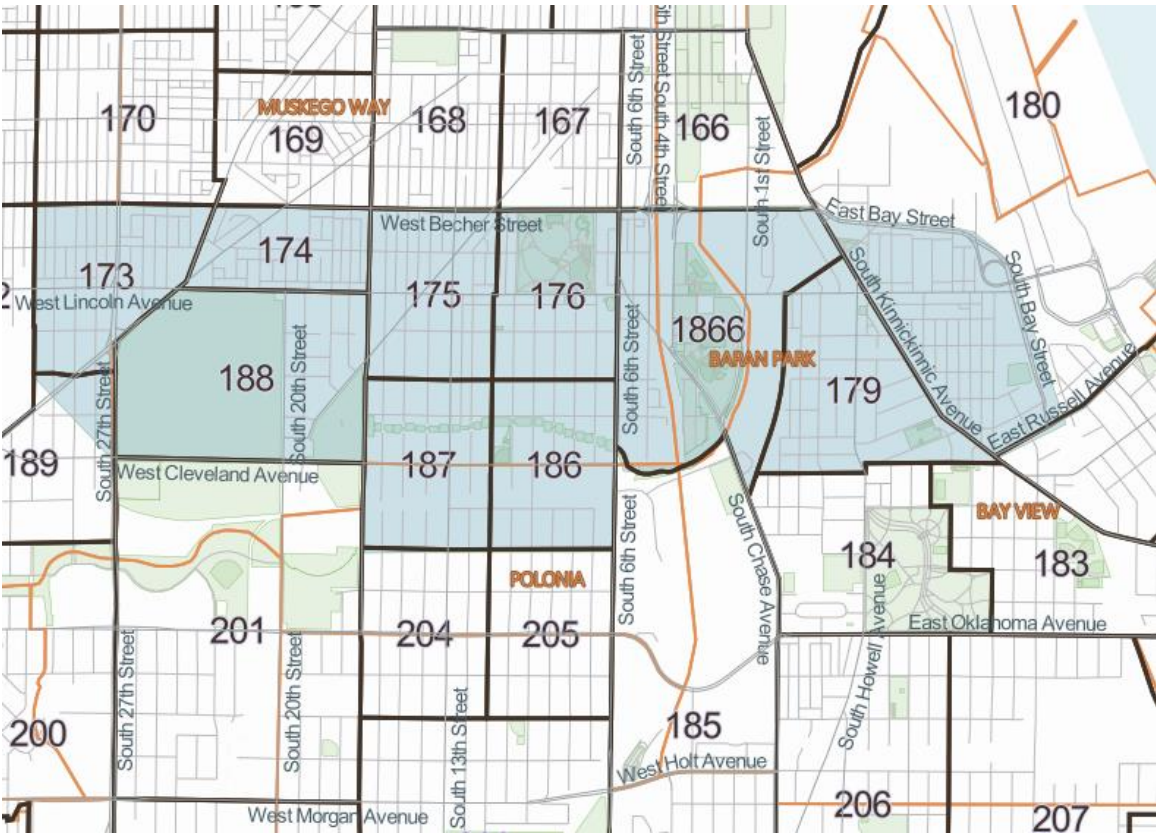 170
MUSKEGO WAY
169
168
167
South 6th Street
5th Street
South 4th Street
166
South 1st Street
180
West Becher Street
East Bay Street
173
174
175
176
West Lincoln Avenue
1866
BARAN PARK
South Kinnickinnic Avenue
South Bay Street
188
South 20th Street
South 27th Street
South 6th Street
179
East Russell Avenue
189
West Cleveland Avenue
187
186
South 6th Street
South Chase Avenue
BAY VIEW
184
183
POLONIA
201
204
205
East Oklahoma Avenue
South Howell Avenue
South 27th Street
South 20th Street
South 13th Street
200
185
West Holt Avenue
West Morgan Avenue
206
207